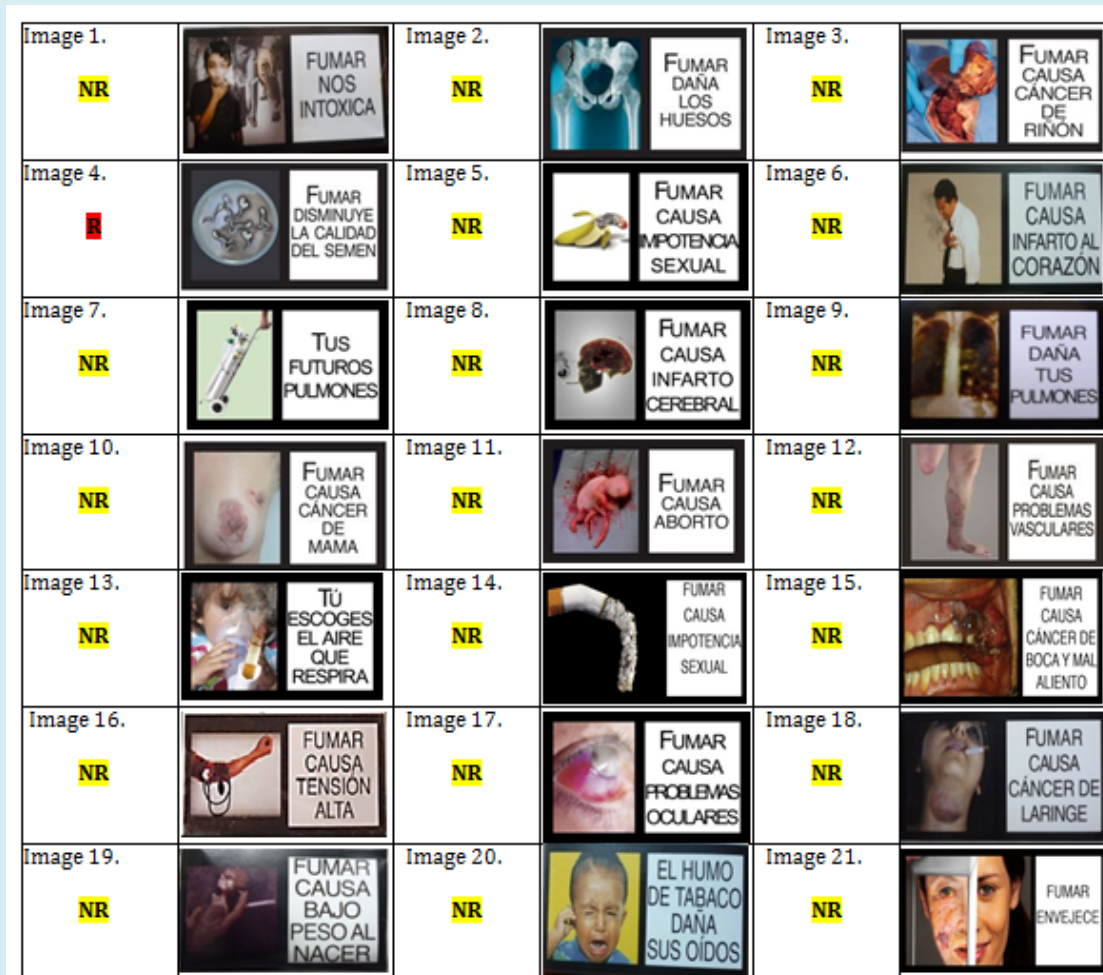 Image 1.
NR
FUMAR
NOS
INTOXICA
Image 2.
NR
FUMAR
DAÑA
LOS
HUESOS
Image 3.
NR
FUMAR
CAUSA
CÁNCER
DE
RIÑÓN
Image 4.
R
FUMAR
DISMINUYE
LA CALIDAD
DEL SEMEN
Image 5.
NR
FUMAR
CAUSA
IMPOTENCIA
SEXUAL
Image 6.
NR
FUMAR
CAUSA
INFARTO AL
CORAZÓN
Image 7.
NR
TUS
FUTUROS
PULMONES
Image 8.
NR
FUMAR
CAUSA
INFARTO
CEREBRAL
Image 9.
NR
FUMAR
DAÑA
TUS
PULMONES
Image 10.
NR
FUMAR
CAUSA
CÁNCER
DE
MAMA
Image 11.
NR
FUMAR
CAUSA
ABORTO
Image 12.
NR
FUMAR
CAUSA
PROBLEMAS
VASCULARES
Image 13.
NR
TÚ
ESCOGES
EL AIRE
QUE
RESPIRA
Image 14.
NR
FUMAR
CAUSA
IMPOTENCIA
SEXUAL
Image 15.
NR
FUMAR
CAUSA
CÁNCER DE
BOCA Y MAL
ALIENTO
Image 16.
NR
FUMAR
CAUSA
TENSIÓN
ALTA
Image 17.
NR
FUMAR
CAUSA
PROBLEMAS
OCULARES
Image 18.
NR
FUMAR
CAUSA
CÁNCER DE
LARINGE
Image 19.
NR
FUMAR
CAUSA
BAJO
PESO AL
NACER
Image 20.
NR
EL HUMO
DE TABACO
DAÑA
SUS OÍDOS
Image 21.
NR
FUMAR
ENVEJECE